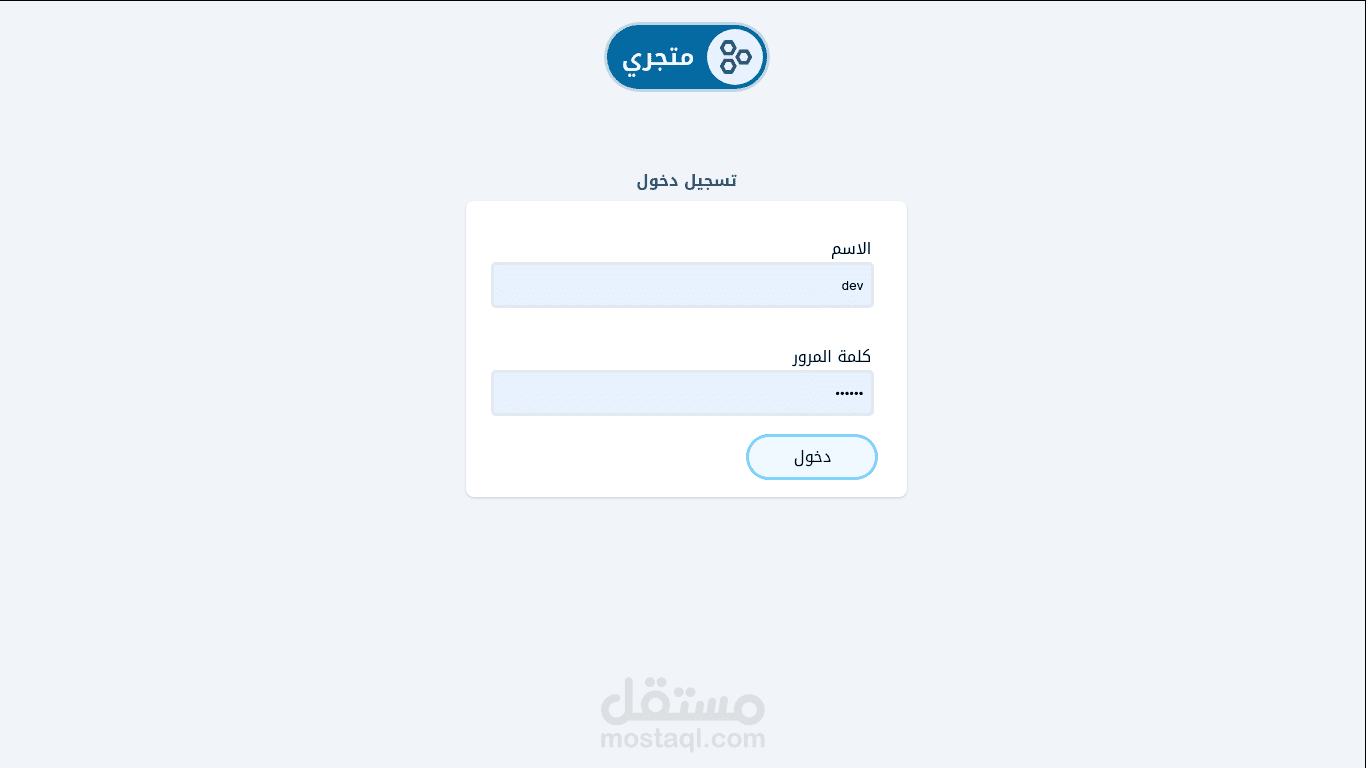 متجري
تسجيل دخول
الاسم
dev
كلمة المرور
••••••
دخول
مستقل
mostaql.com